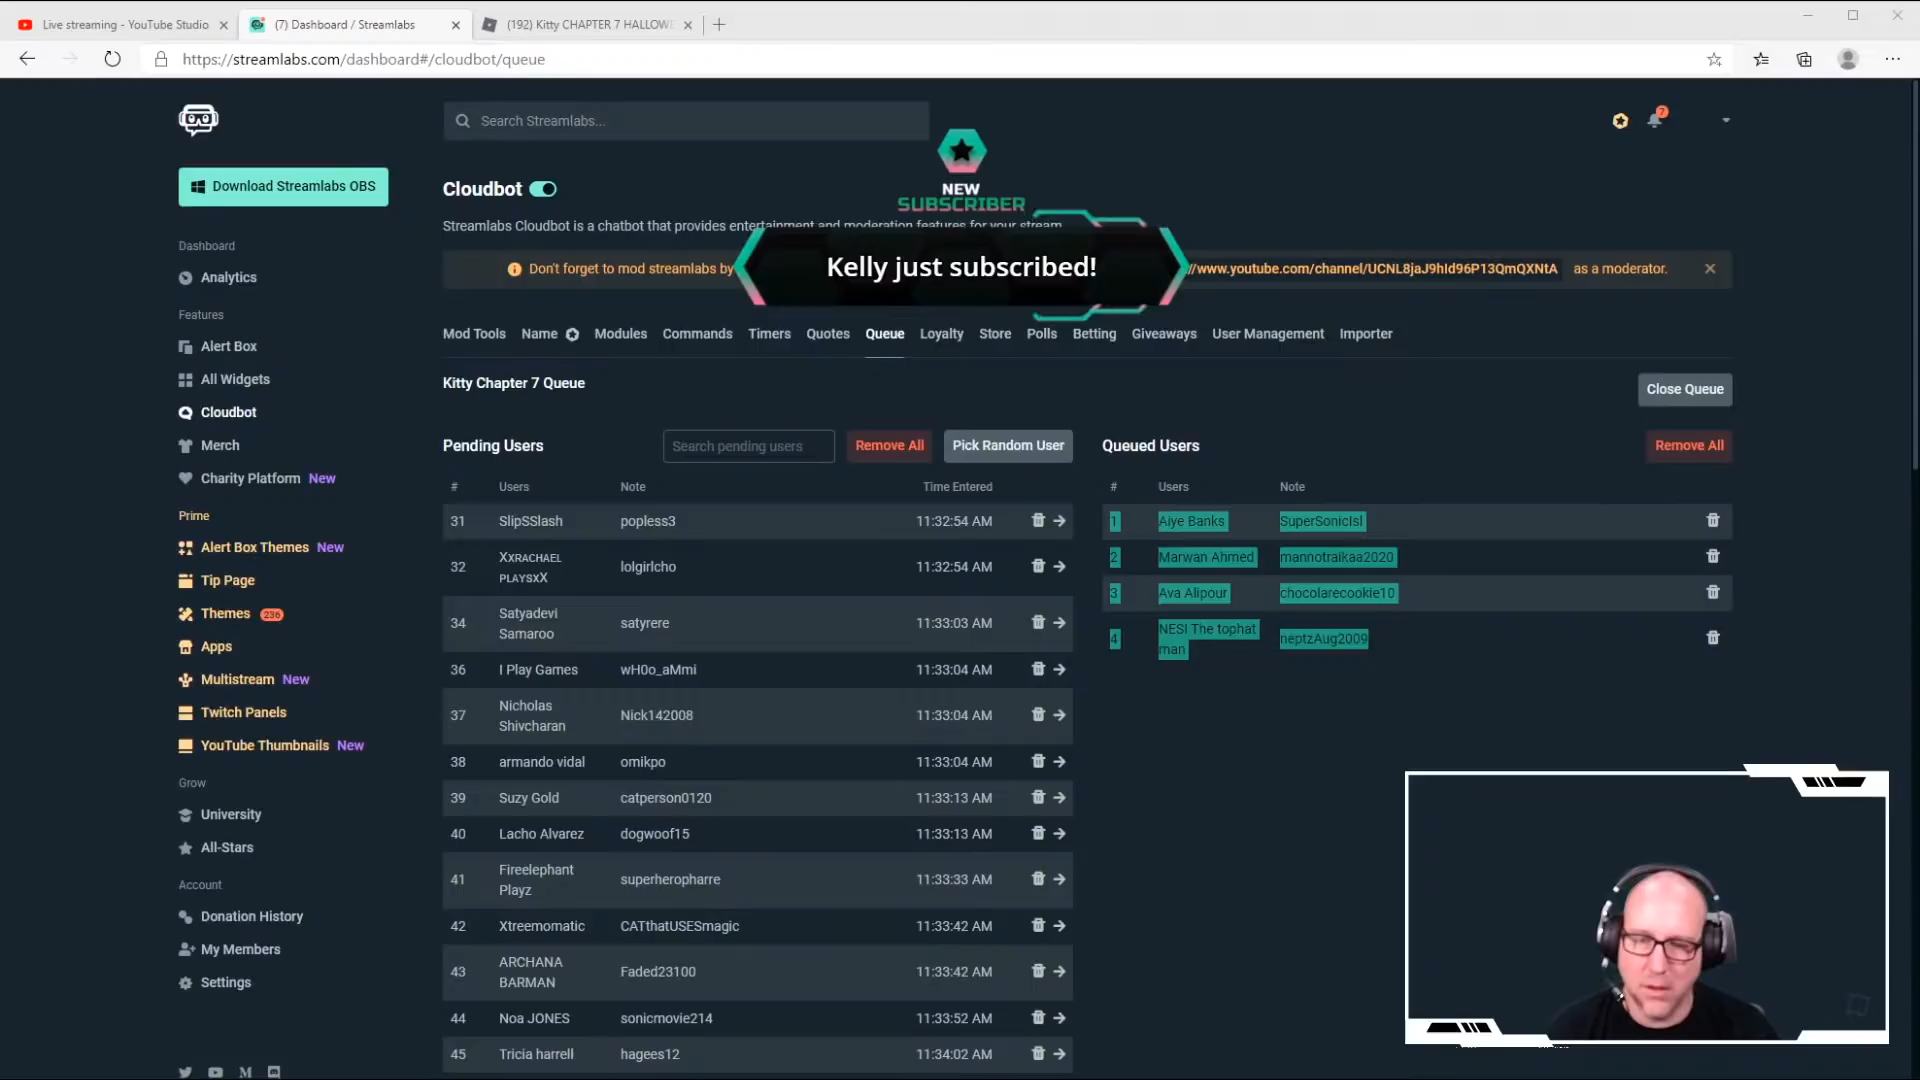 Live streaming - YouTube Studio
(7) Dashboard / Streamlabs
(192) Kitty CHAPTER 7 HALLOWE
https://streamlabs.com/dashboard#/cloudbot/queue
Search Streamlabs...
7
Download Streamlabs OBS
Dashboard
Analytics
Features
Alert Box
All Widgets
Cloudbot
Merch
Charity Platform New
Prime
Alert Box Themes New
Tip Page
Themes 236
Apps
Multistream New
Twitch Panels
YouTube Thumbnails New
Grow
University
All-Stars
Account
Donation History
My Members
Settings
Cloudbot
Streamlabs Cloudbot is a chatbot that provides entertainment and moderation features for your stream
NEW
SUBSCRIBER
Kelly just subscribed!
Don't forget to mod streamlabs by
//www.youtube.com/channel/UCNL8jaJ9hId96P13QmQXNtA as a moderator.
Mod Tools Name Modules Commands Timers Quotes Queue Loyalty Store Polls Betting Giveaways User Management Importer
Kitty Chapter 7 Queue
Close Queue
Pending Users
Search pending users
Remove All
Pick Random User
# Users Note Time Entered
31 SlipSSlash popless3 11:32:54 AM
32 XXRACHAEL PLAYSXX lolgirlcho 11:32:54 AM
34 Satyadevi Samaroo satyrere 11:33:03 AM
36 I Play Games wH0o_aMmi 11:33:04 AM
37 Nicholas Shivcharan Nick142008 11:33:04 AM
38 armando vidal omikpo 11:33:04 AM
39 Suzy Gold catperson0120 11:33:13 AM
40 Lacho Alvarez dogwoof15 11:33:13 AM
41 Fireelephant Playz superheropharre 11:33:33 AM
42 Xtreemomatic CATthatUSESmagic 11:33:42 AM
43 ARCHANA BARMAN Faded23100 11:33:42 AM
44 Noa JONES sonicmovie214 11:33:52 AM
45 Tricia harrell hagees12 11:34:02 AM
Queued Users
Remove All
# Users Note
1 Aiye Banks SuperSonicIsl
2 Marwan Ahmed mannotraikaa2020
3 Ava Alipour chocolarecookie10
4 NESI The tophat man neptzAug2009